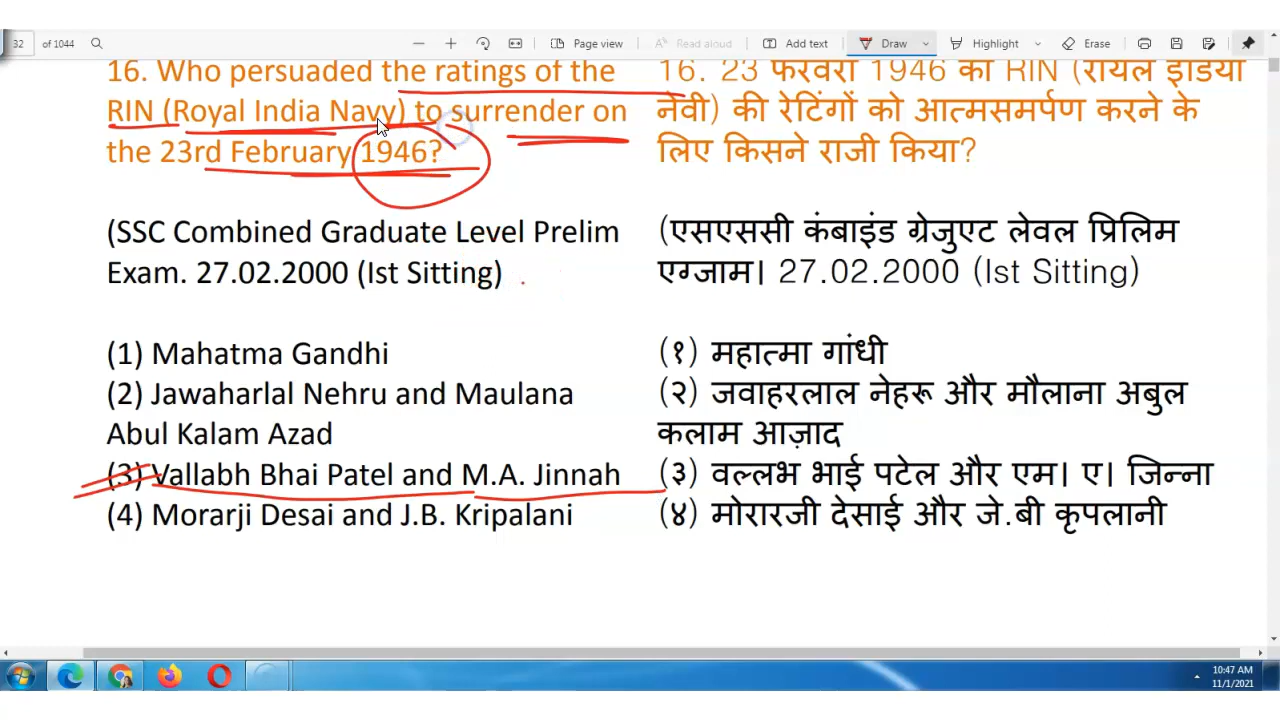 32 of 1044
Page view
Read aloud
Add text
Draw
Highlight
Erase
16. Who persuaded the ratings of the
RIN (Royal India Navy) to surrender on
the 23rd February 1946?
(SSC Combined Graduate Level Prelim
Exam. 27.02.2000 (Ist Sitting)
(1) Mahatma Gandhi
(2) Jawaharlal Nehru and Maulana
Abul Kalam Azad
(3) Vallabh Bhai Patel and M.A. Jinnah
(4) Morarji Desai and J.B. Kripalani
16. 23 फरवरी 1946 को RIN (रॉयल इंडिया
नेवी) की रेटिंगों को आत्मसमर्पण करने के
लिए किसने राजी किया?
(एसएससी कंबाइंड ग्रेजुएट लेवल प्रिलिम
एग्जाम। 27.02.2000 (Ist Sitting)
(१) महात्मा गांधी
(२) जवाहरलाल नेहरू और मौलाना अबुल
कलाम आज़ाद
(३) वल्लभ भाई पटेल और एम। ए। जिन्ना
(४) मोरारजी देसाई और जे.बी कृपलानी
10:47 AM
11/1/2021